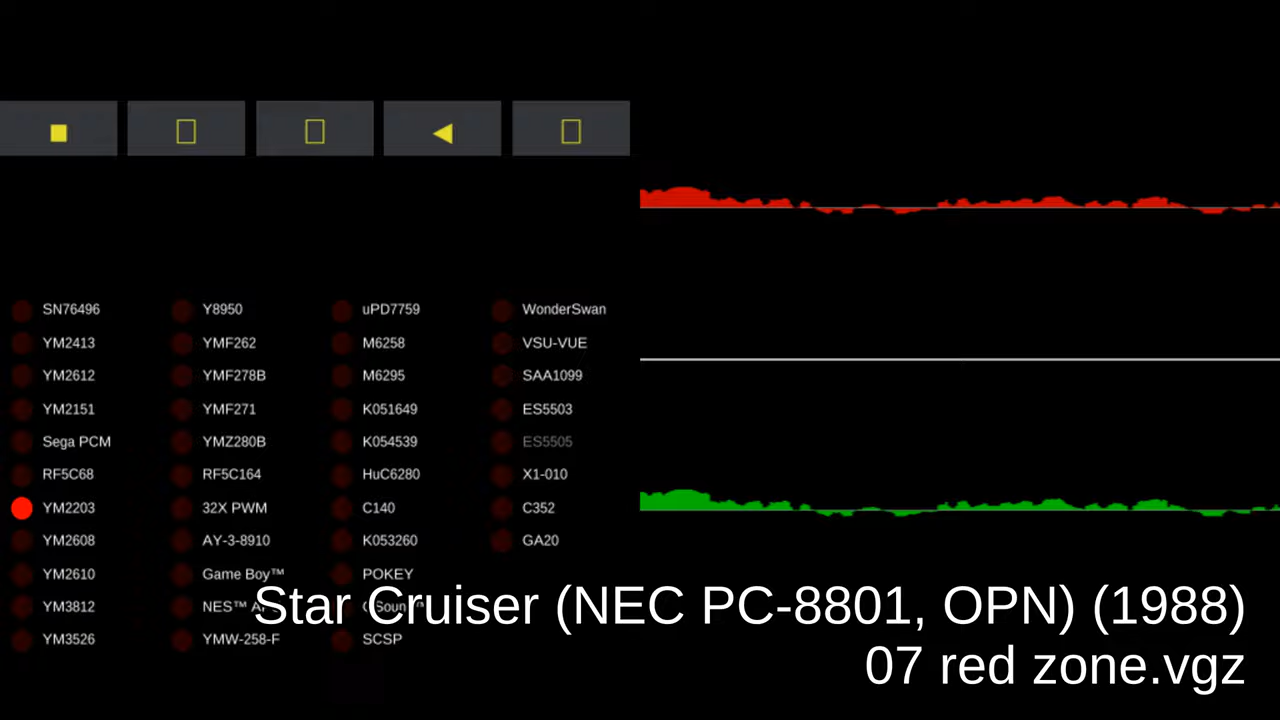 SN76496 Y8950 uPD7759 WonderSwan
YM2413 YMF262 M6258 VSU-VUE
YM2612 YMF278B M6295 SAA1099
YM2151 YMF271 K051649 ES5503
Sega PCM YMZ280B K054539 ES5505
RF5C68 RF5C164 HuC6280 X1-010
YM2203 32X PWM C140 C352
YM2608 AY-3-8910 K053260 GA20
YM2610 Game Boy™ POKEY
YM3812 NES™
YM3526 YMW-258-F SCSP
Star Cruiser (NEC PC-8801, OPN) (1988)
07 red zone.vgz